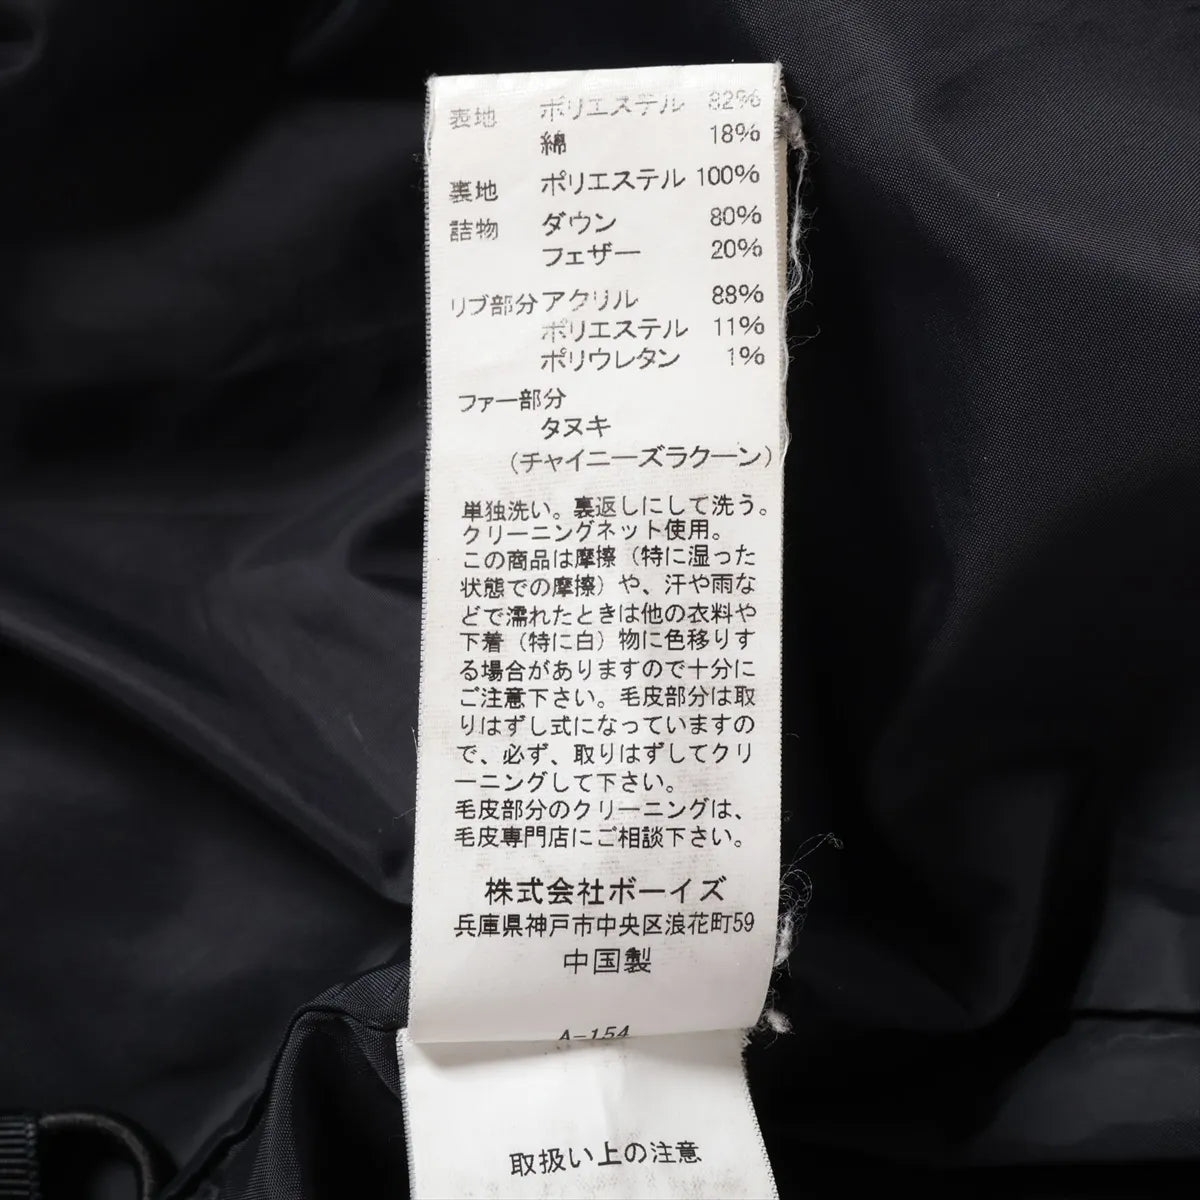 表地 ポリエステル 82%
綿 18%
裏地 ポリエステル 100%
詰物 ダウン 80%
フェザー 20%
リブ部分 アクリル 88%
ポリエステル 11%
ポリウレタン 1%
ファー部分
タヌキ
(チャイニーズラクーン)
単独洗い。裏返しにして洗う。
クリーニングネット使用。
この商品は摩擦(特に湿った
状態での摩擦)や、汗や雨な
どで濡れたときは他の衣料や
下着(特に白)物に色移りす
る場合がありますので十分に
ご注意下さい。毛皮部分は取
りはずし式になっていますの
で、必ず、取りはずしてクリ
ーニングして下さい。
毛皮部分のクリーニングは、
毛皮専門店にご相談下さい。
株式会社ボーイズ
兵庫県神戸市中央区浪花町59
中国製
A-154
取扱い上の注意